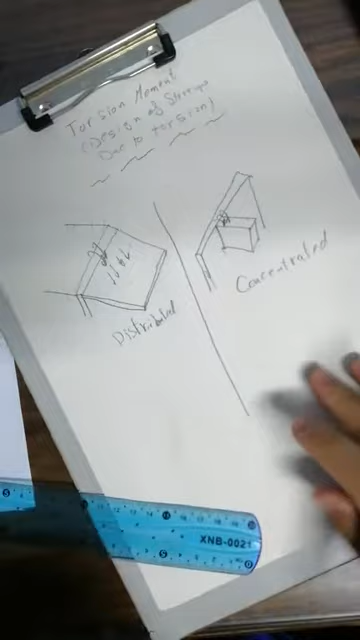 Torsion Moment
(Design of Stirrups
Due to torsion)
Distributed
Concentrated
XNB-0021